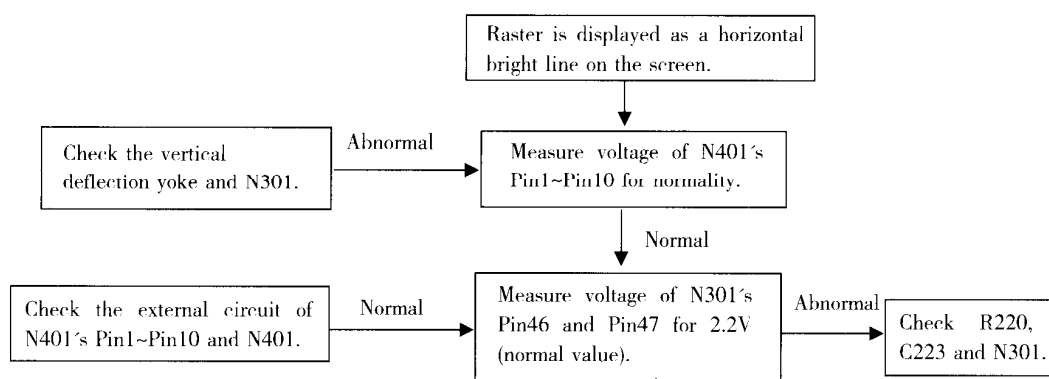 Raster is displayed as a horizontal
bright line on the screen.
Check the vertical
deflection yoke and N301.
Abnormal
Measure voltage of N401's
Pin1~Pin10 for normality.
Normal
Check the external circuit of
N401's Pin1~Pin10 and N401.
Normal
Measure voltage of N301's
Pin46 and Pin47 for 2.2V
(normal value).
Abnormal
Check R220,
C223 and N301.